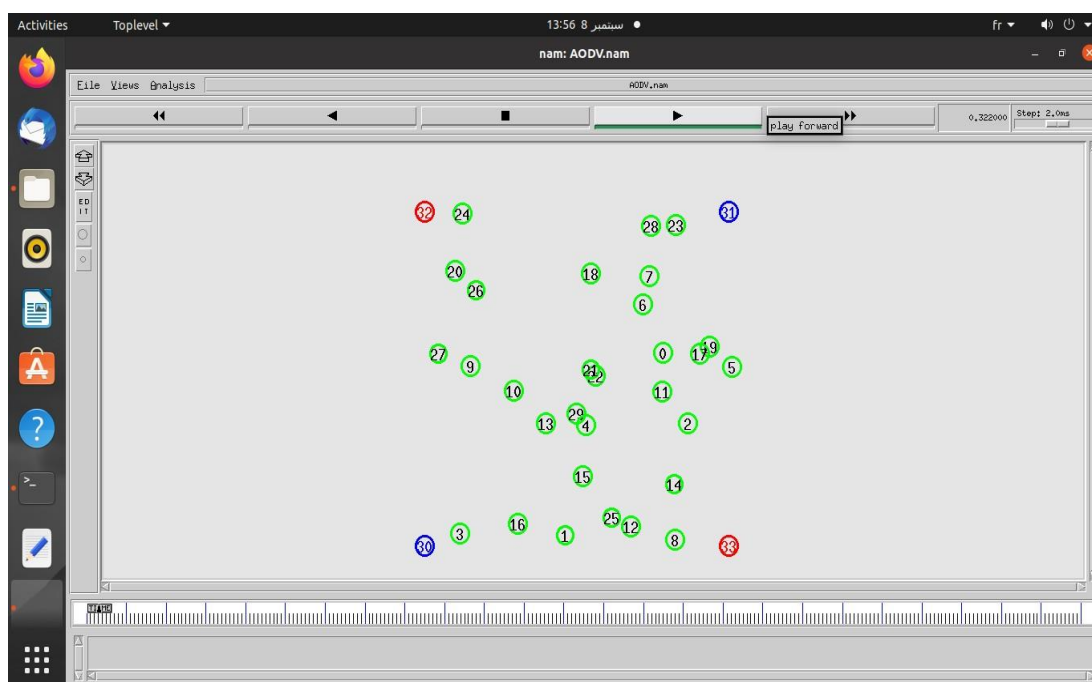 Activities Toplevel 13:56 8 سبتمبر fr
nam: AODV.nam
File Views Analysis AODV.nam
play forward 0.322000 Step: 2.0ms
ED
IT
32 24 31
28 23
20 18 7
26
6
27 9 0 17 19 5
21 22
10 11
29
13 4 2
15 14
25
16 12
3 1 8
30 33